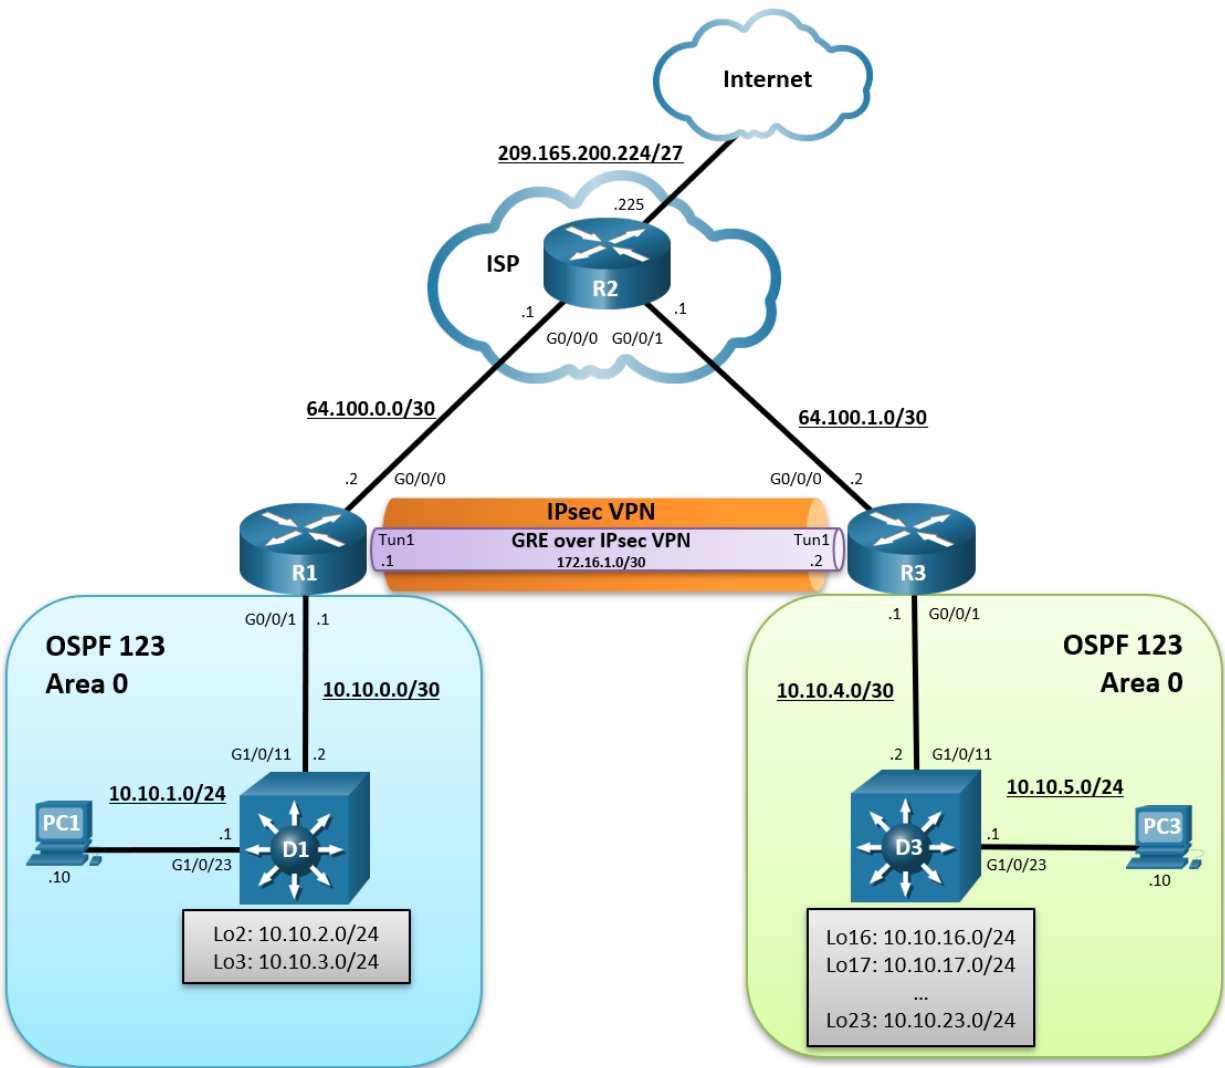 Internet
209.165.200.224/27
.225
ISP
R2
.1
.1
G0/0/0
G0/0/1
64.100.0.0/30
64.100.1.0/30
.2
G0/0/0
G0/0/0
.2
IPsec VPN
Tun1
GRE over IPsec VPN
Tun1
.1
172.16.1.0/30
.2
R1
R3
G0/0/1
.1
.1
G0/0/1
OSPF 123
Area 0
OSPF 123
Area 0
10.10.0.0/30
10.10.4.0/30
G1/0/11
.2
.2
G1/0/11
10.10.1.0/24
10.10.5.0/24
PC1
.1
D1
G1/0/23
.10
D3
.1
G1/0/23
PC3
.10
Lo2: 10.10.2.0/24
Lo3: 10.10.3.0/24
Lo16: 10.10.16.0/24
Lo17: 10.10.17.0/24
...
Lo23: 10.10.23.0/24